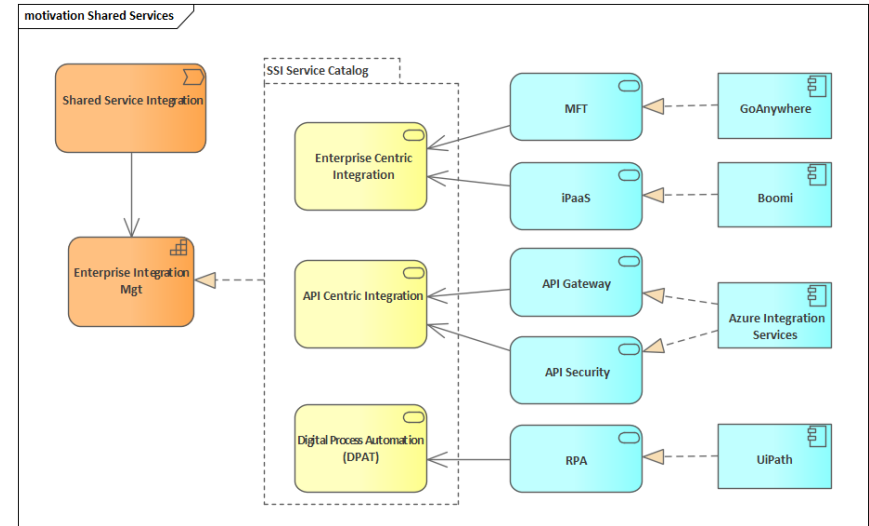 motivation Shared Services
Shared Service Integration
Enterprise Integration
Mgt
SSI Service Catalog
Enterprise Centric
Integration
API Centric Integration
Digital Process Automation
(DPAT)
MFT
iPaaS
API Gateway
API Security
RPA
GoAnywhere
Boomi
Azure Integration
Services
UiPath